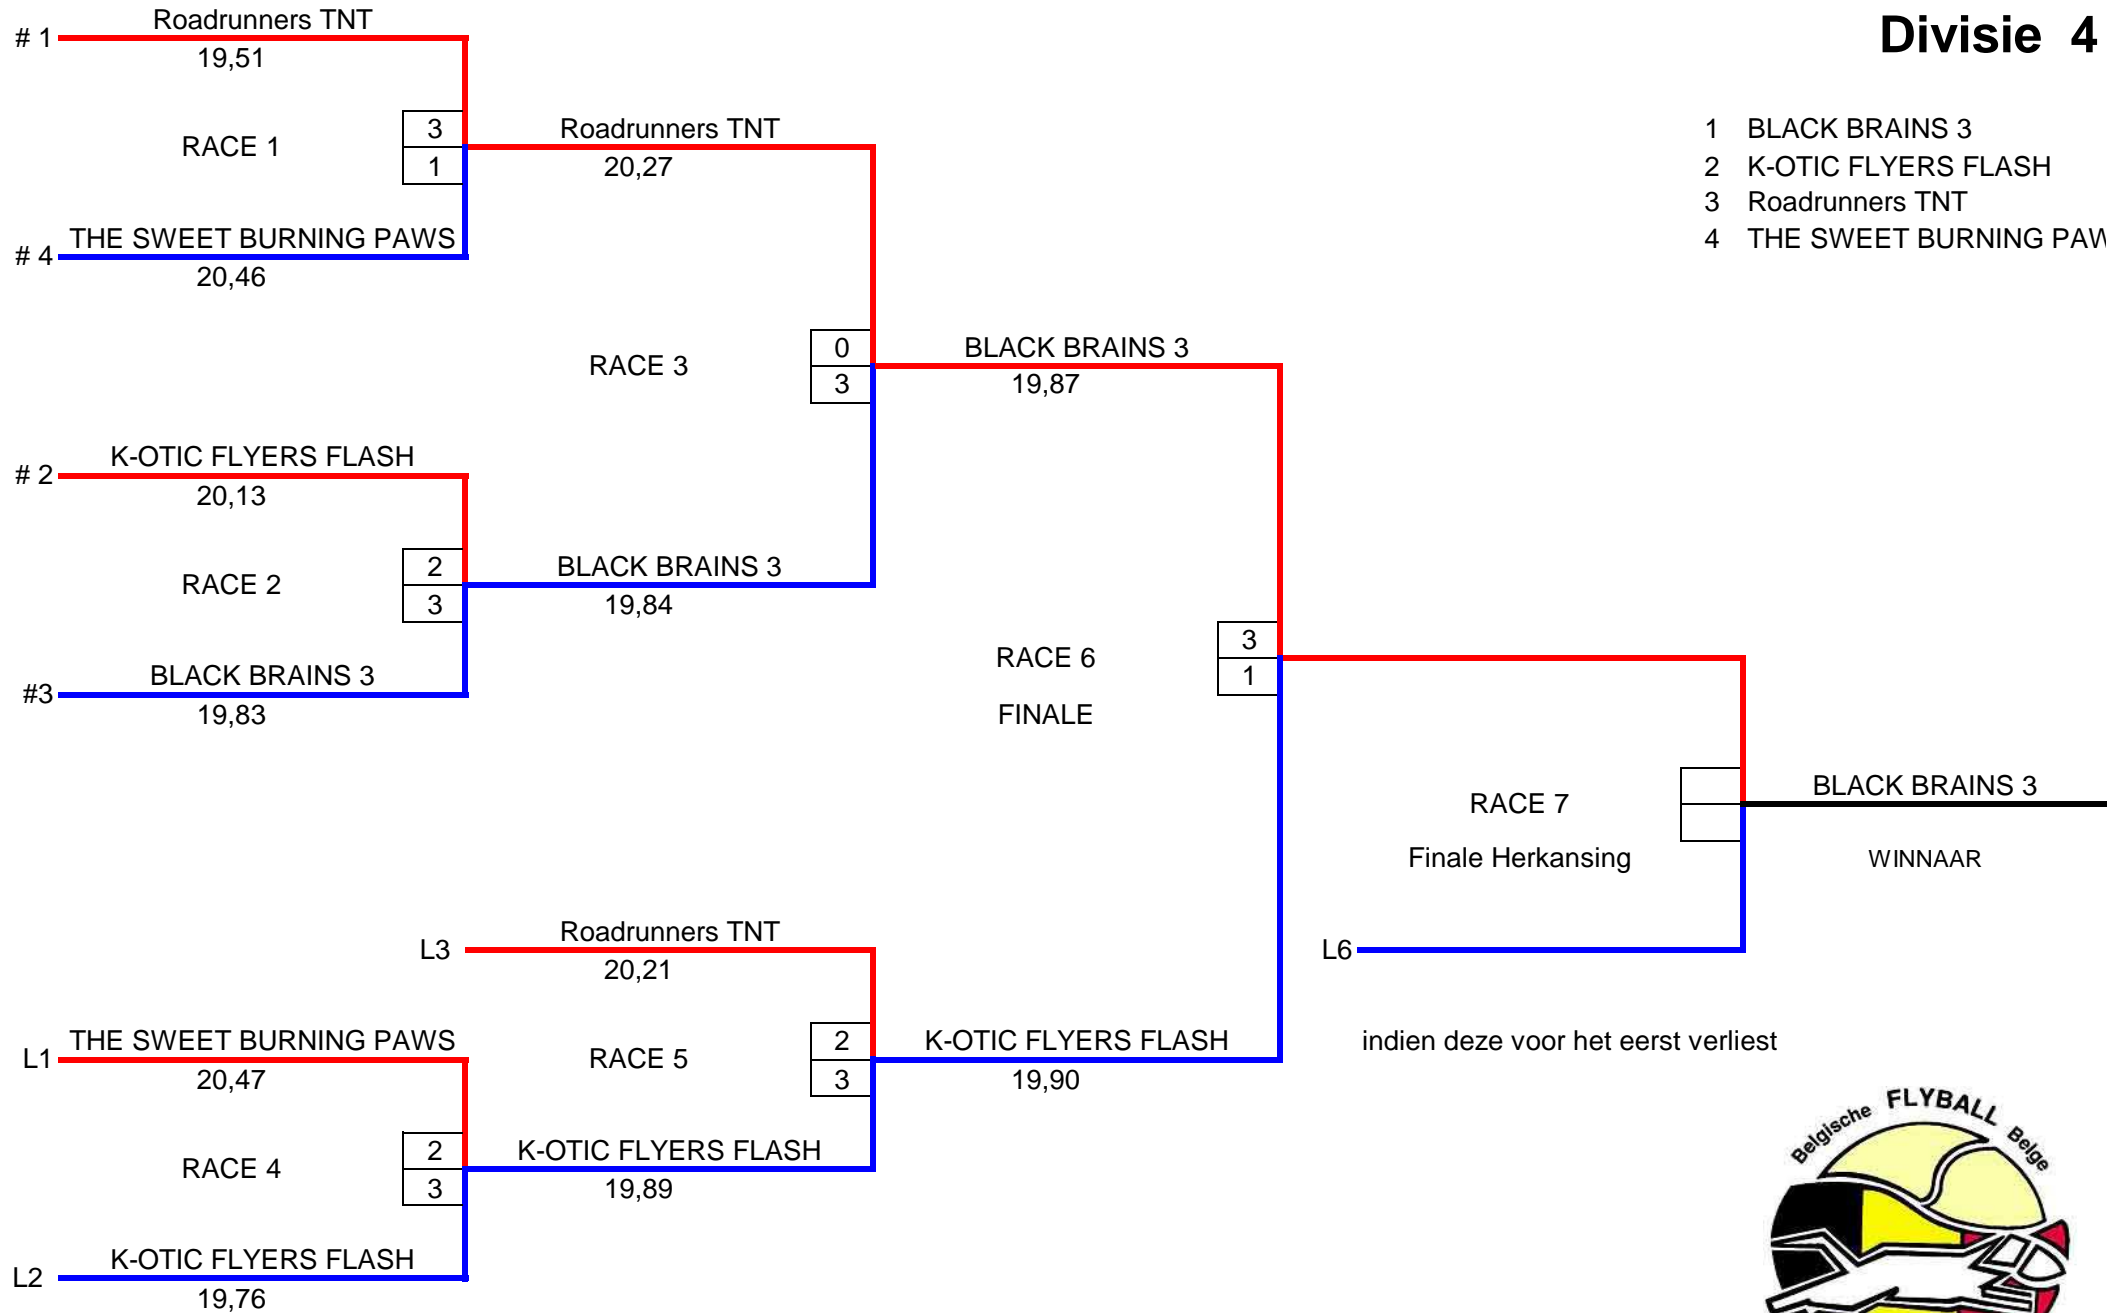 Divisie 4
# 1
Roadrunners TNT
19,51
RACE 1
3
1
# 4
THE SWEET BURNING PAWS
20,46
Roadrunners TNT
20,27
1 BLACK BRAINS 3
2 K-OTIC FLYERS FLASH
3 Roadrunners TNT
4 THE SWEET BURNING PAW
RACE 3
0
3
BLACK BRAINS 3
19,87
# 2
K-OTIC FLYERS FLASH
20,13
RACE 2
2
3
#3
BLACK BRAINS 3
19,83
BLACK BRAINS 3
19,84
RACE 6
FINALE
3
1
RACE 7
Finale Herkansing
BLACK BRAINS 3
WINNAAR
L3
Roadrunners TNT
20,21
L6
indien deze voor het eerst verliest
RACE 5
2
3
K-OTIC FLYERS FLASH
19,90
L1
THE SWEET BURNING PAWS
20,47
RACE 4
2
3
K-OTIC FLYERS FLASH
19,89
L2
K-OTIC FLYERS FLASH
19,76
Belgische FLYBALL Belge